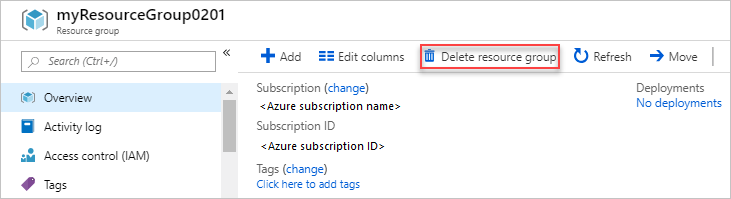 myResourceGroup0201
Resource group
Search (Ctrl+/)
«
Overview
Activity log
Access control (IAM)
Tags
Add Edit columns Delete resource group Refresh Move
Subscription (change)
<Azure subscription name>
Subscription ID
<Azure subscription ID>
Tags (change)
Click here to add tags
Deployments
No deployments